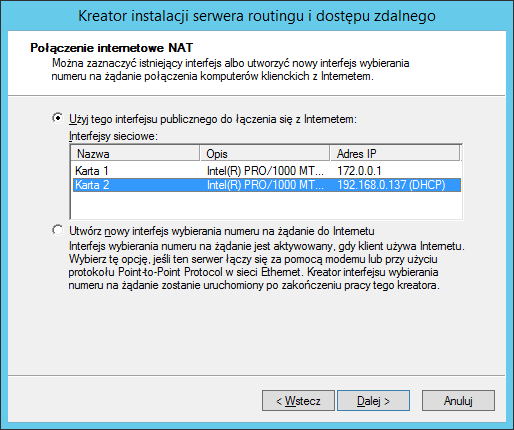 Kreator instalacji serwera routingu i dostępu zdalnego
Połączenie internetowe NAT
Można zaznaczyć istniejący interfejs albo utworzyć nowy interfejs wybierania
numeru na żądanie połączenia komputerów klienckich z Internetem.
Użyj tego interfejsu publicznego do łączenia się z Internetem:
Interfejsy sieciowe:
Nazwa Opis Adres IP
Karta 1 Intel(R) PRO/1000 MT... 172.0.0.1
Karta 2 Intel(R) PRO/1000 MT... 192.168.0.137 (DHCP)
Utwórz nowy interfejs wybierania numeru na żądanie do Internetu
Interfejs wybierania numeru na żądanie jest aktywowany, gdy klient używa Internetu.
Wybierz tę opcję, jeśli ten serwer łączy się za pomocą modemu lub przy użyciu
protokołu Point-to-Point Protocol w sieci Ethernet. Kreator interfejsu wybierania
numeru na żądanie zostanie uruchomiony po zakończeniu pracy tego kreatora.
< Wstecz Dalej > Anuluj